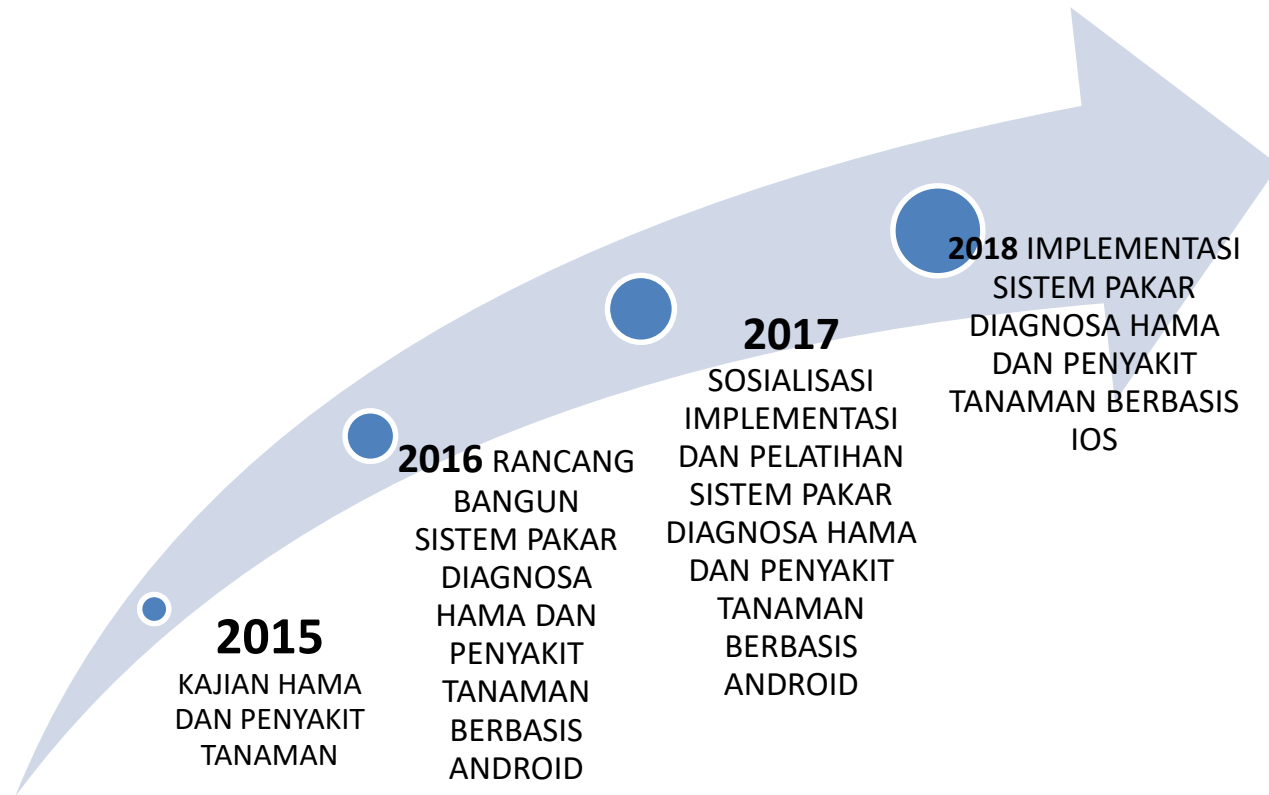 2015
KAJIAN HAMA
DAN PENYAKIT
TANAMAN
2016 RANCANG
BANGUN
SISTEM PAKAR
DIAGNOSA
HAMA DAN
PENYAKIT
TANAMAN
BERBASIS
ANDROID
2017
SOSIALISASI
IMPLEMENTASI
DAN PELATIHAN
SISTEM PAKAR
DIAGNOSA HAMA
DAN PENYAKIT
TANAMAN
BERBASIS
ANDROID
2018 IMPLEMENTASI
SISTEM PAKAR
DIAGNOSA HAMA
DAN PENYAKIT
TANAMAN BERBASIS
IOS